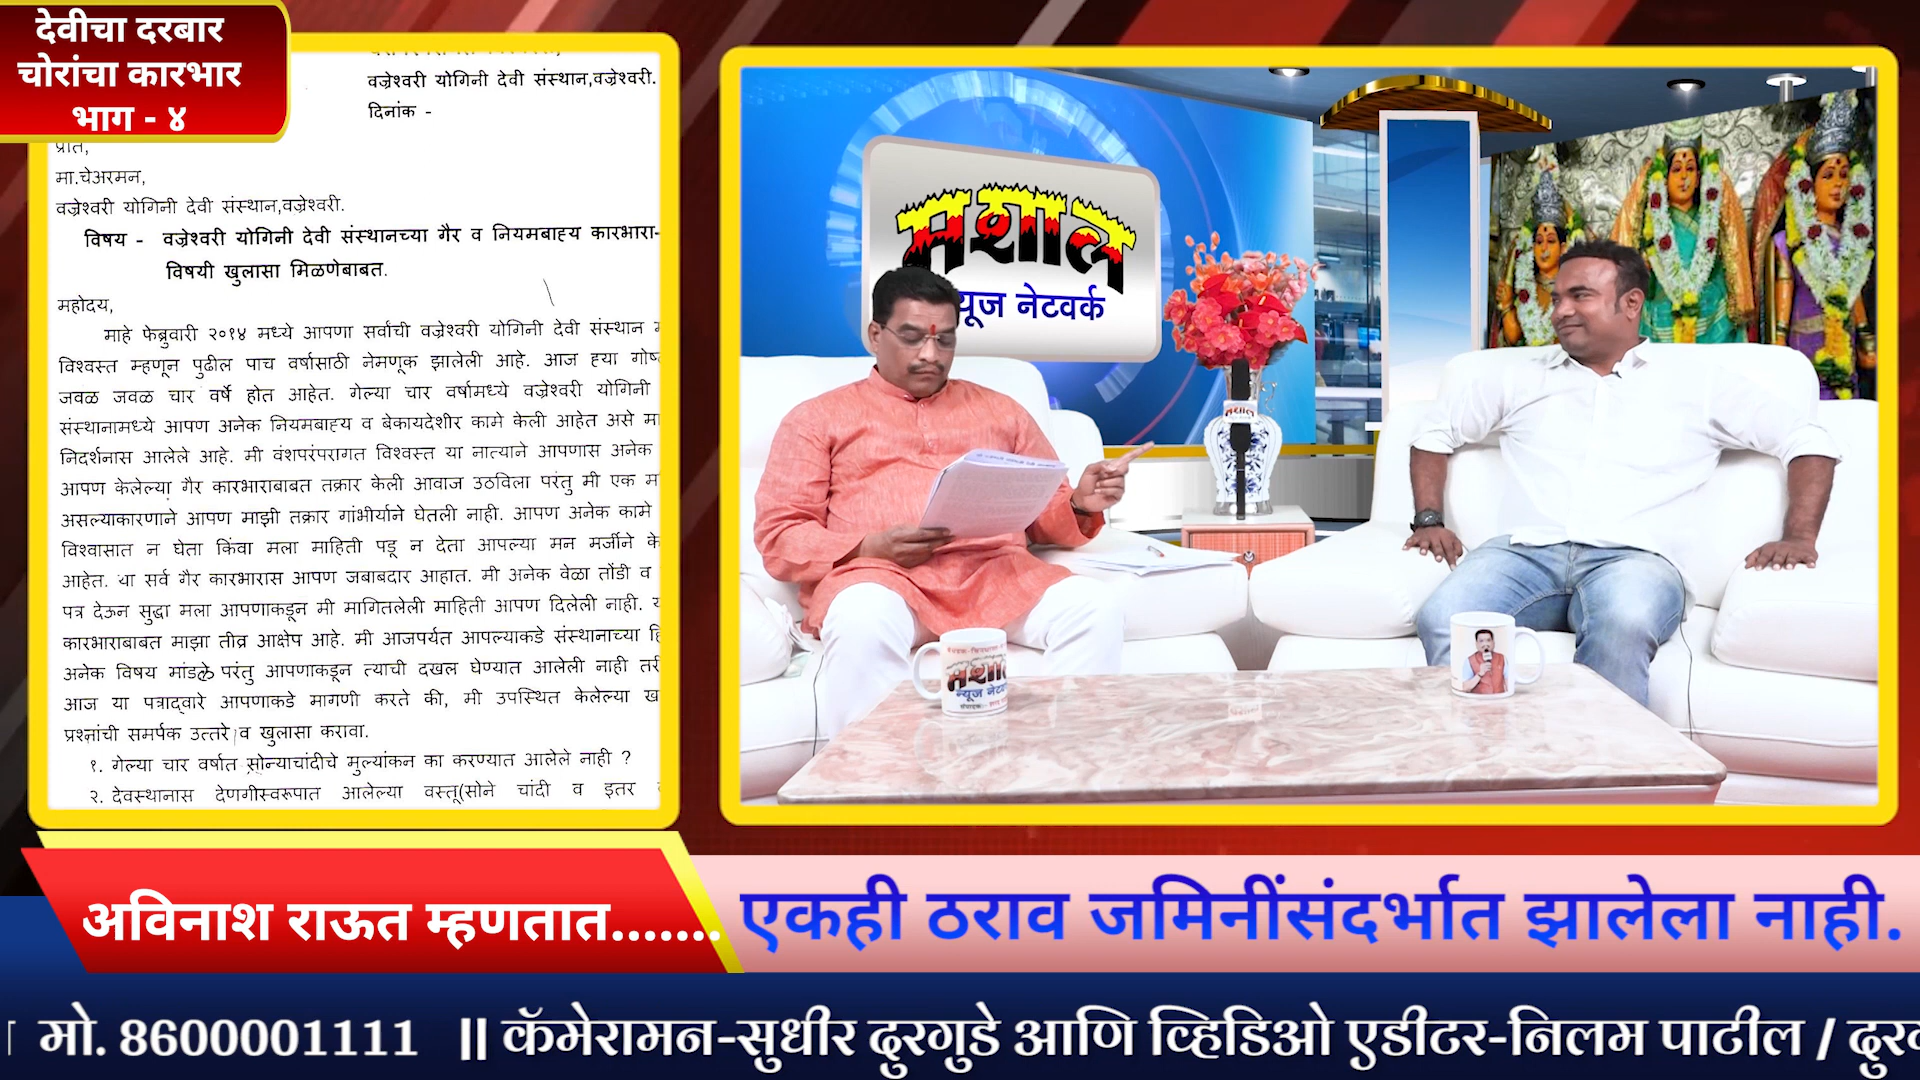 देवीचा दरबार
चोरांचा कारभार
भाग - ४
वज्रेश्वरी योगिनी देवी संस्थान,वज्रेश्वरी.
दिनांक -
प्रति,
मा.चेअरमन,
वज्रेश्वरी योगिनी देवी संस्थान,वज्रेश्वरी.
विषय - वज्रेश्वरी योगिनी देवी संस्थानच्या गैर व नियमबाह्य कारभारा-
विषयी खुलासा मिळणेबाबत.
महोदय,
माहे फेब्रुवारी २०१४ मध्ये आपणा सर्वांची वज्रेश्वरी योगिनी देवी संस्थान
विश्वस्त म्हणून पुढील पाच वर्षासाठी नेमणूक झालेली आहे. आज ह्या
जवळ जवळ चार वर्षे होत आहेत. गेल्या चार वर्षामध्ये वज्रेश्वरी योगिनी
संस्थानामध्ये आपण अनेक नियमबाह्य व बेकायदेशीर कामे केली आहेत असे
निदर्शनास आलेले आहे. मी वंशपरंपरागत विश्वस्त या नात्याने आपणास अनेक
आपण केलेल्या गैर कारभाराबाबत तक्रार केली आवाज उठविला परंतु मी एक
असल्याकारणाने आपण माझी तक्रार गांभीर्याने घेतली नाही. आपण अनेक कामे
विश्वासात न घेता किंवा मला माहिती पडू न देता आपल्या मन मर्जीने
आहेत. या सर्व गैर कारभारास आपण जबाबदार आहात. मी अनेक वेळा तोंडी व
पत्र देऊन सुद्धा मला आपणाकडून मी मागितलेली माहिती आपण दिलेली नाही.
कारभाराबाबत माझा तीव्र आक्षेप आहे. मी आजपर्यत आपल्याकडे संस्थानाच्या
अनेक विषय मांडले परंतु आपणाकडून त्याची दखल घेण्यात आलेली नाही
आज या पत्राद्वारे आपणाकडे मागणी करते की, मी उपस्थित केलेल्या
प्रश्नांची समर्पक उत्तरे व खुलासा करावा.
१. गेल्या चार वर्षात सोन्याचांदीचे मुल्यांकन का करण्यात आलेले नाही ?
२. देवस्थानास देणगीस्वरूपात आलेल्या वस्तू(सोने चांदी व इतर
मशाल
न्यूज नेटवर्क
मशाल
मशाल
न्यूज नेटवर्क
अविनाश राऊत म्हणतात.......
एकही ठराव जमिनींसंदर्भात झालेला नाही.
मो. 8600001111 || कॅमेरामन-सुधीर दुरगुडे आणि व्हिडिओ एडीटर-निलम पाटील /